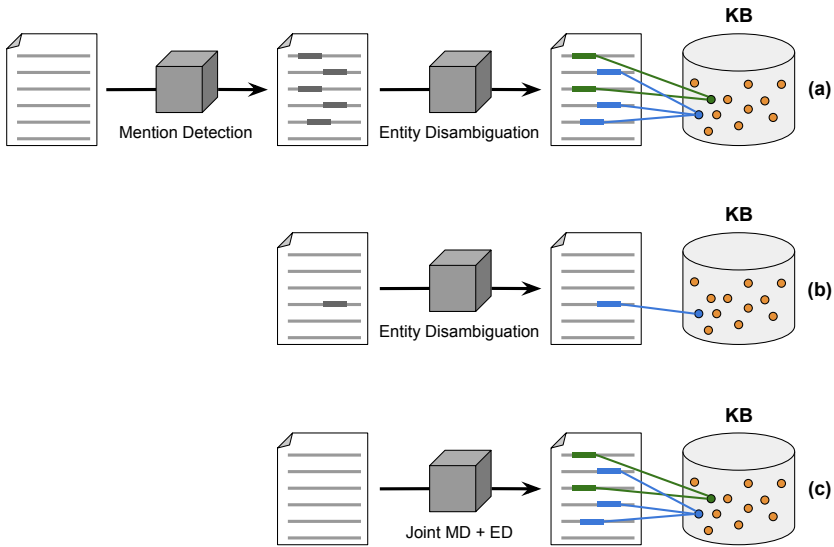 KB
(a)
Mention Detection
Entity Disambiguation
KB
(b)
Entity Disambiguation
KB
(c)
Joint MD + ED